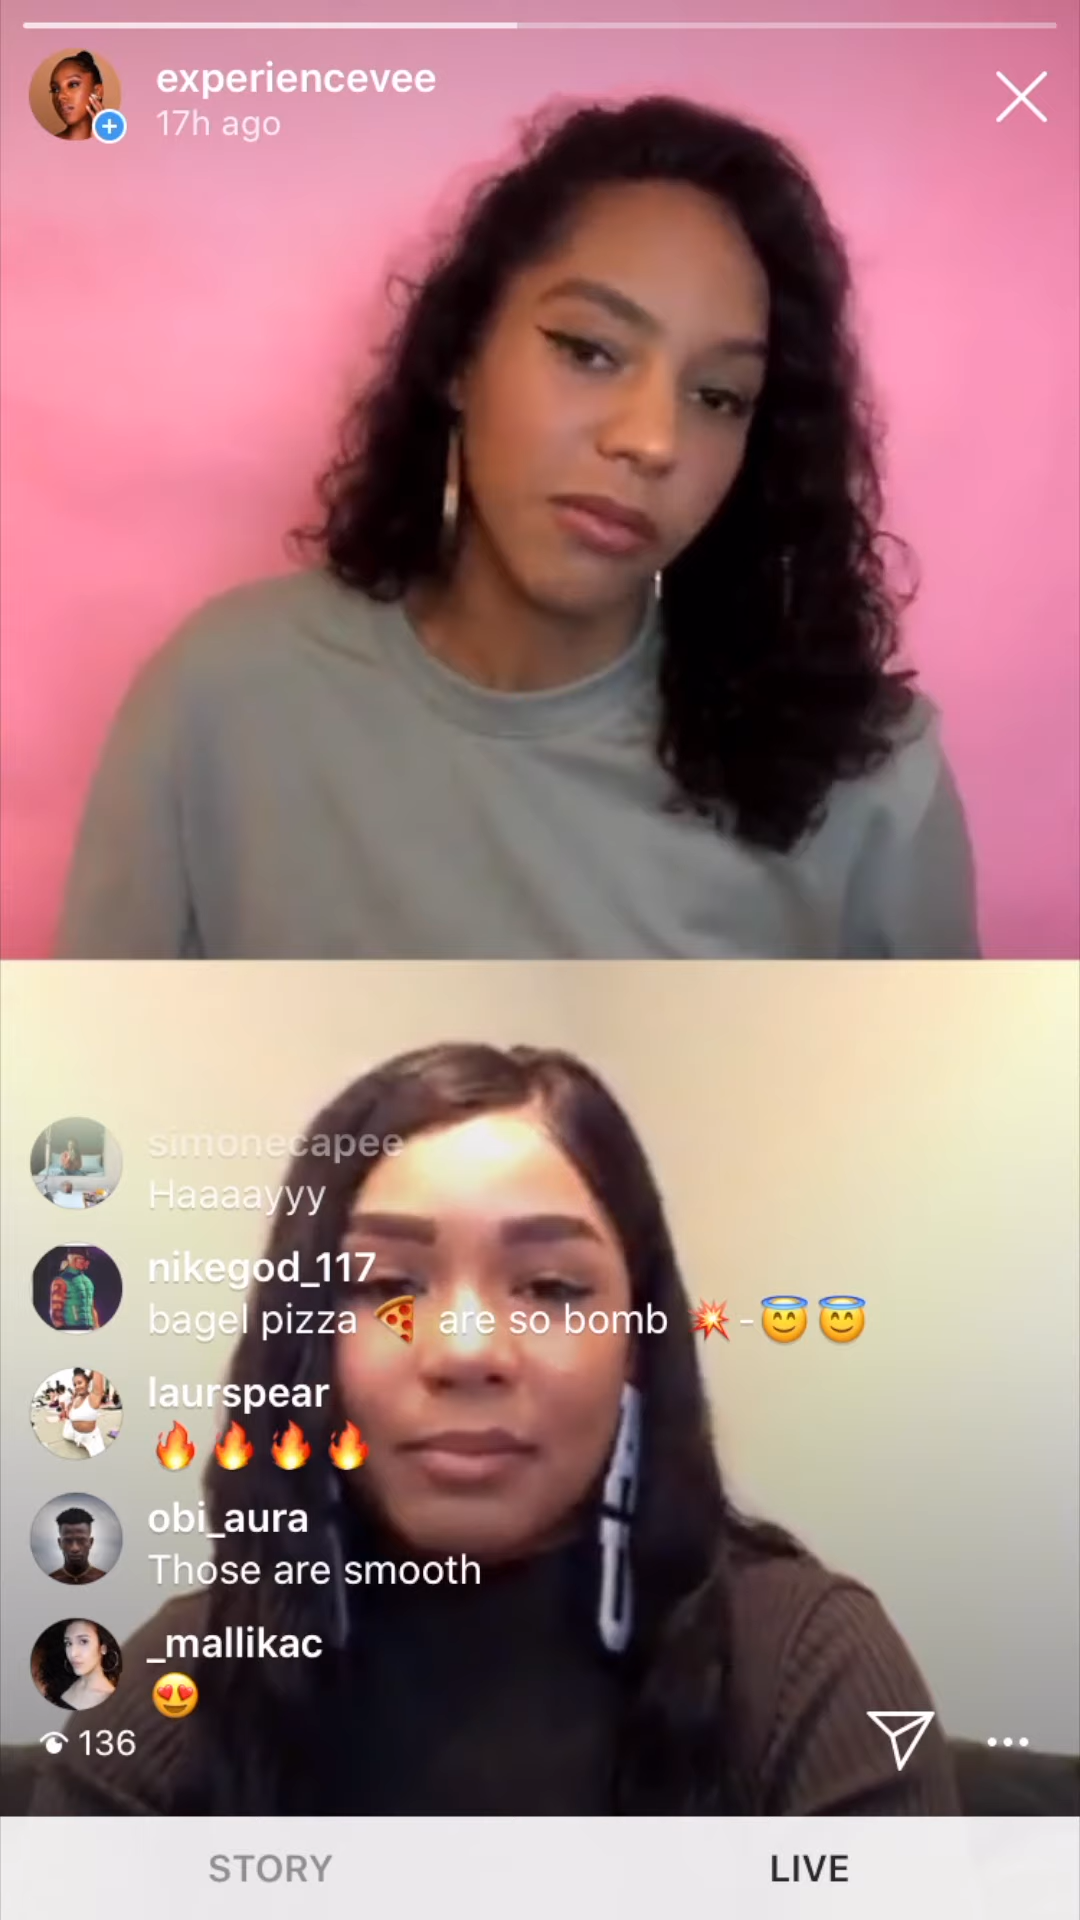 experiencevee
17h ago
simonecapee
Haaaayyy
nikegod_117
bagel pizza 🍕 are so bomb 💥-😇😇
laurspear
🔥🔥🔥🔥
obi_aura
Those are smooth
_mallikac
😍
136
STORY LIVE